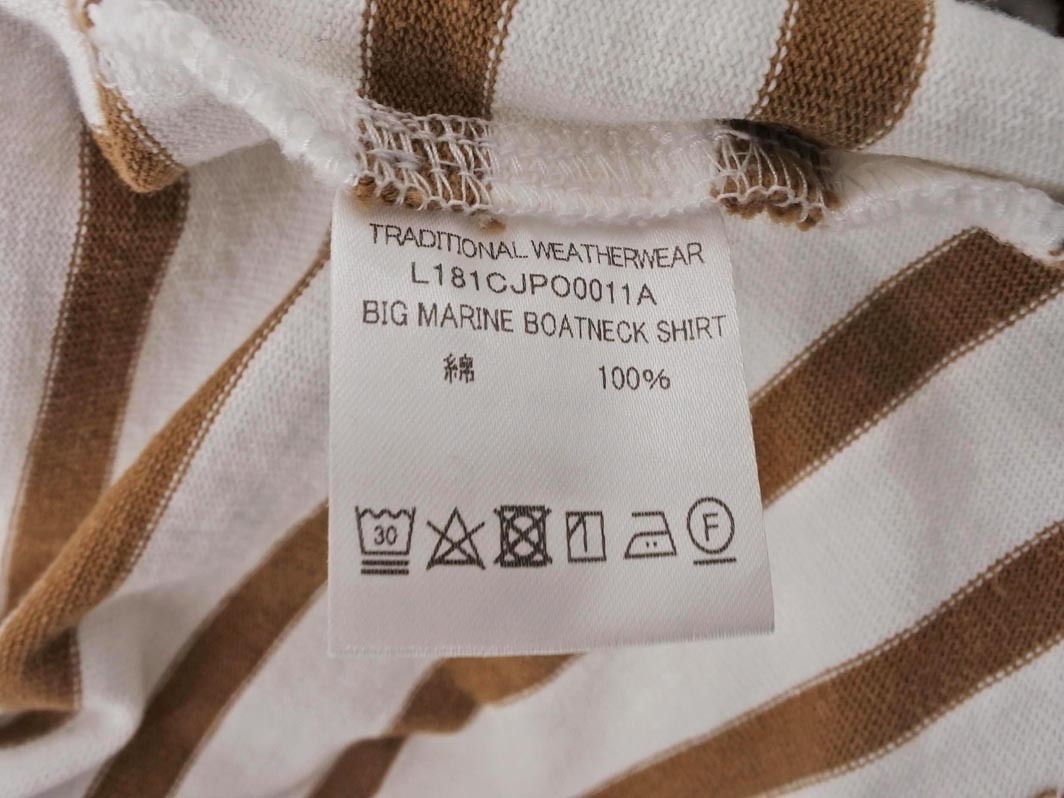 TRADITIONAL WEATHERWEAR
L181CJPO0011A
BIG MARINE BOATNECK SHIRT
綿 100%
30 F